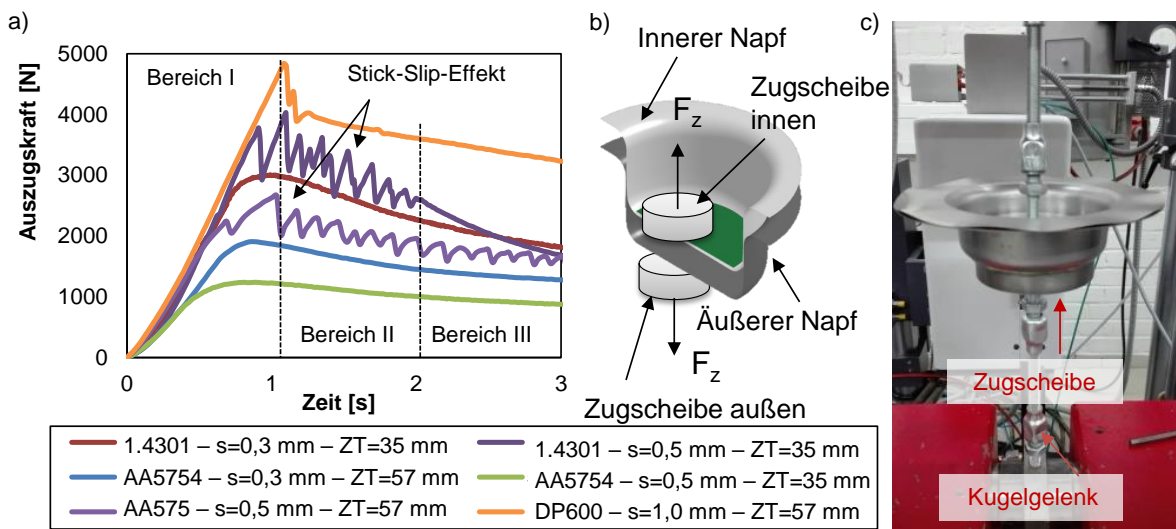 a)
5000
4000
3000
2000
1000
0
Auszugskraft [N]
Bereich I
Stick-Slip-Effekt
Bereich II
Bereich III
0
1
2
3
Zeit [s]
b)
Innerer Napf
Zugscheibe
innen
Fz
Äußerer Napf
Fz
Zugscheibe außen
c)
Zugscheibe
Kugelgelenk
1.4301 – s=0,3 mm – ZT=35 mm
1.4301 – s=0,5 mm – ZT=35 mm
AA5754 – s=0,3 mm – ZT=57 mm
AA5754 – s=0,5 mm – ZT=35 mm
AA575 – s=0,5 mm – ZT=57 mm
DP600 – s=1,0 mm – ZT=57 mm